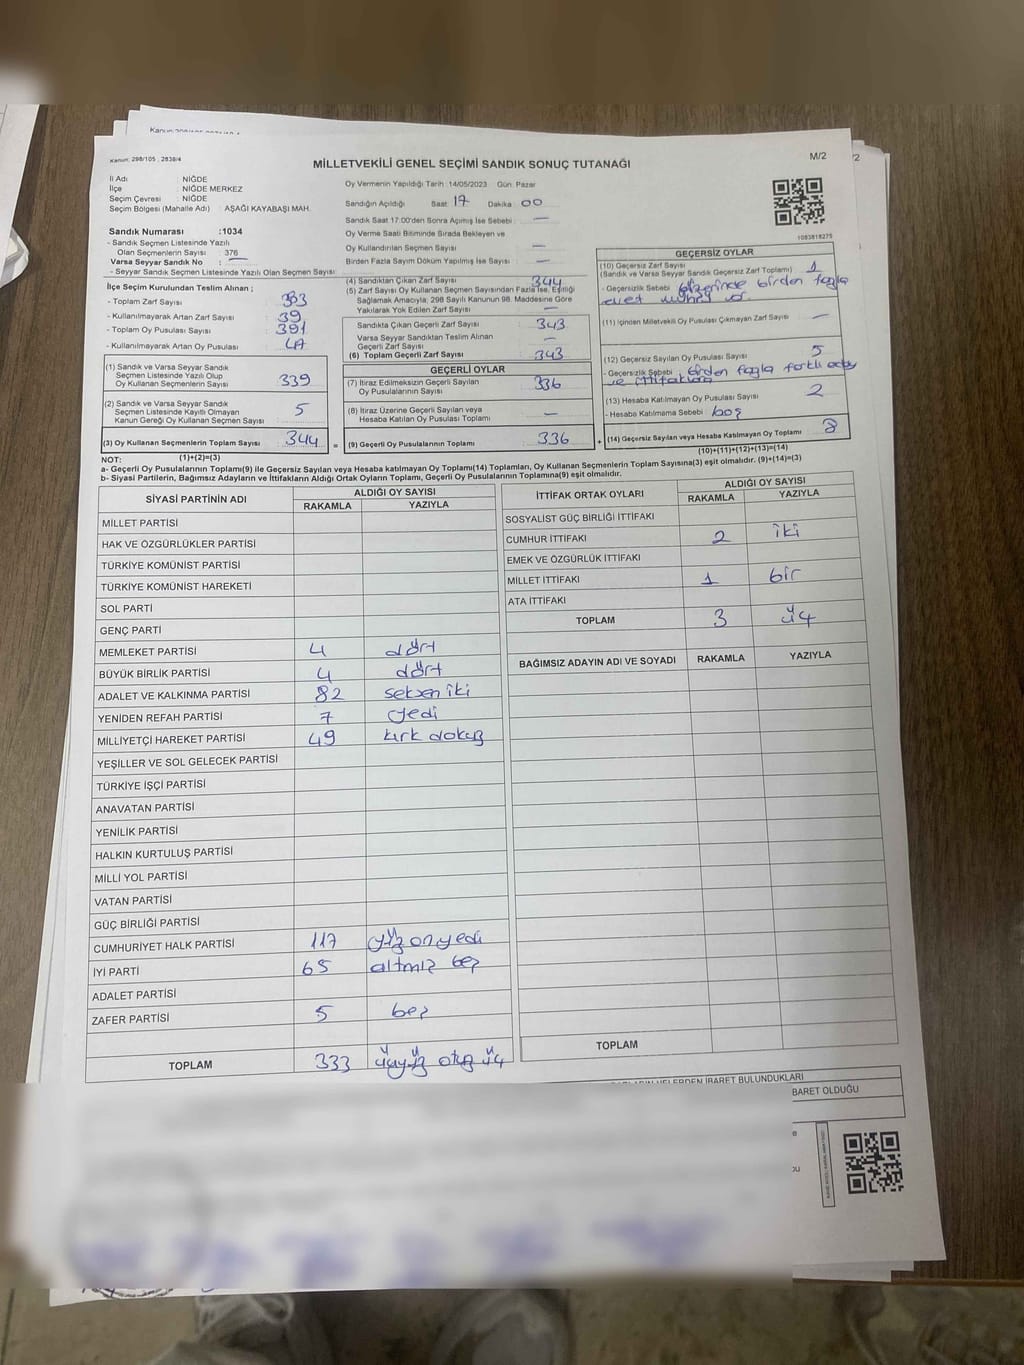 Kanun: 298/105 , 2839/4
MİLLETVEKİLİ GENEL SEÇİMİ SANDIK SONUÇ TUTANAĞI
M/2
/2
İl Adı : NİĞDE
İlçe : NİĞDE MERKEZ
Seçim Çevresi : NİĞDE
Seçim Bölgesi (Mahalle Adı) : AŞAĞI KAYABAŞI MAH.
Sandık Numarası :1034
- Sandık Seçmen Listesinde Yazılı
Olan Seçmenlerin Sayısı 376
Varsa Seyyar Sandık No : —
- Seyyar Sandık Seçmen Listesinde Yazılı Olan Seçmen Sayısı
İlçe Seçim Kurulundan Teslim Alınan ;
- Toplam Zarf Sayısı : 383
- Kullanılmayarak Artan Zarf Sayısı : 39
- Toplam Oy Pusulası Sayısı : 391
- Kullanılmayarak Artan Oy Pusulası :
(1) Sandık ve Varsa Seyyar Sandık
Seçmen Listesinde Yazılı Olup
Oy Kullanan Seçmenlerin Sayısı 339
(2) Sandık ve Varsa Seyyar Sandık
Seçmen Listesinde Kayıtlı Olmayan
Kanun Gereği Oy Kullanan Seçmen Sayısı 5
(3) Oy Kullanan Seçmenlerin Toplam Sayısı 344 =
Oy Vermenin Yapıldığı Tarih : 14/05/2023 Gün: Pazar
Sandığın Açıldığı Saat 17 Dakika 00
Sandık Saat 17:00'den Sonra Açımış İse Sebebi : —
Oy Verme Saati Bitiminde Sırada Bekleyen ve
Oy Kullandırılan Seçmen Sayısı —
Birden Fazla Sayım Döküm Yapılmış İse Sayısı —
(4) Sandıktan Çıkan Zarf Sayısı 344
(5) Zarf Sayısı Oy Kullanan Seçmen Sayısından Fazla İse, Eşitliği
Sağlamak Amacıyla, 298 Sayılı Kanunun 98. Maddesine Göre
Yakılarak Yok Edilen Zarf Sayısı —
Sandıkta Çıkan Geçerli Zarf Sayısı 343
Varsa Seyyar Sandıktan Teslim Alınan
Geçerli Zarf Sayısı —
(6) Toplam Geçerli Zarf Sayısı 343
GEÇERLİ OYLAR
(7) İtiraz Edilmeksizin Geçerli Sayılan
Oy Pusulalarının Sayısı 336
(8) İtiraz Üzerine Geçerli Sayılan veya
Hesaba Katılan Oy Pusulası Toplamı —
(9) Geçerli Oy Pusulalarının Toplamı 336 +
1083818275
GEÇERSİZ OYLAR
(10) Geçersiz Zarf Sayısı
(Sandık ve Varsa Seyyar Sandık Geçersiz Zarf Toplamı) 1
- Geçersizlik Sebebi : üzerinde birden fazla
evet mühür var
(11) İçinden Milletvekili Oy Pusulası Çıkmayan Zarf Sayısı —
(12) Geçersiz Sayılan Oy Pusulası Sayısı 5
- Geçersizlik Sebebi : birden fazla farklı aday
ve ittifaklara
(13) Hesaba Katılmayan Oy Pusulası Sayısı 2
- Hesaba Katılmama Sebebi : boş
(14) Geçersiz Sayılan veya Hesaba Katılmayan Oy Toplamı 8
NOT: (1)+(2)=(3)
(10)+(11)+(12)+(13)=(14)
a- Geçerli Oy Pusulalarının Toplamı(9) ile Geçersiz Sayılan veya Hesaba katılmayan Oy Toplamı(14) Toplamları, Oy Kullanan Seçmenlerin Toplam Sayısına(3) eşit olmalıdır. (9)+(14)=(3)
b- Siyasi Partilerin, Bağımsız Adayların ve İttifakların Aldığı Ortak Oyların Toplamı, Geçerli Oy Pusulalarının Toplamına(9) eşit olmalıdır.
SİYASİ PARTİNİN ADI
ALDIĞI OY SAYISI
RAKAMLA YAZIYLA
MİLLET PARTİSİ
HAK VE ÖZGÜRLÜKLER PARTİSİ
TÜRKİYE KOMÜNİST PARTİSİ
TÜRKİYE KOMÜNİST HAREKETİ
SOL PARTİ
GENÇ PARTİ
MEMLEKET PARTİSİ 4 dört
BÜYÜK BİRLİK PARTİSİ 4 dört
ADALET VE KALKINMA PARTİSİ 82 seksen iki
YENİDEN REFAH PARTİSİ 7 yedi
MİLLİYETÇİ HAREKET PARTİSİ 49 kırk dokuz
YEŞİLLER VE SOL GELECEK PARTİSİ
TÜRKİYE İŞÇİ PARTİSİ
ANAVATAN PARTİSİ
YENİLİK PARTİSİ
HALKIN KURTULUŞ PARTİSİ
MİLLİ YOL PARTİSİ
VATAN PARTİSİ
GÜÇ BİRLİĞİ PARTİSİ
CUMHURİYET HALK PARTİSİ 117 yüz onyedi
İYİ PARTİ 65 altmış beş
ADALET PARTİSİ
ZAFER PARTİSİ 5 beş
TOPLAM 333 üçyüz otuz üç
İTTİFAK ORTAK OYLARI
ALDIĞI OY SAYISI
RAKAMLA YAZIYLA
SOSYALİST GÜÇ BİRLİĞİ İTTİFAKI
CUMHUR İTTİFAKI 2 iki
EMEK VE ÖZGÜRLÜK İTTİFAKI
MİLLET İTTİFAKI 1 bir
ATA İTTİFAKI
TOPLAM 3 üç
BAĞIMSIZ ADAYIN ADI VE SOYADI RAKAMLA YAZIYLA
TOPLAM
İBARET BULUNDUKLARI
BARET OLDUĞU